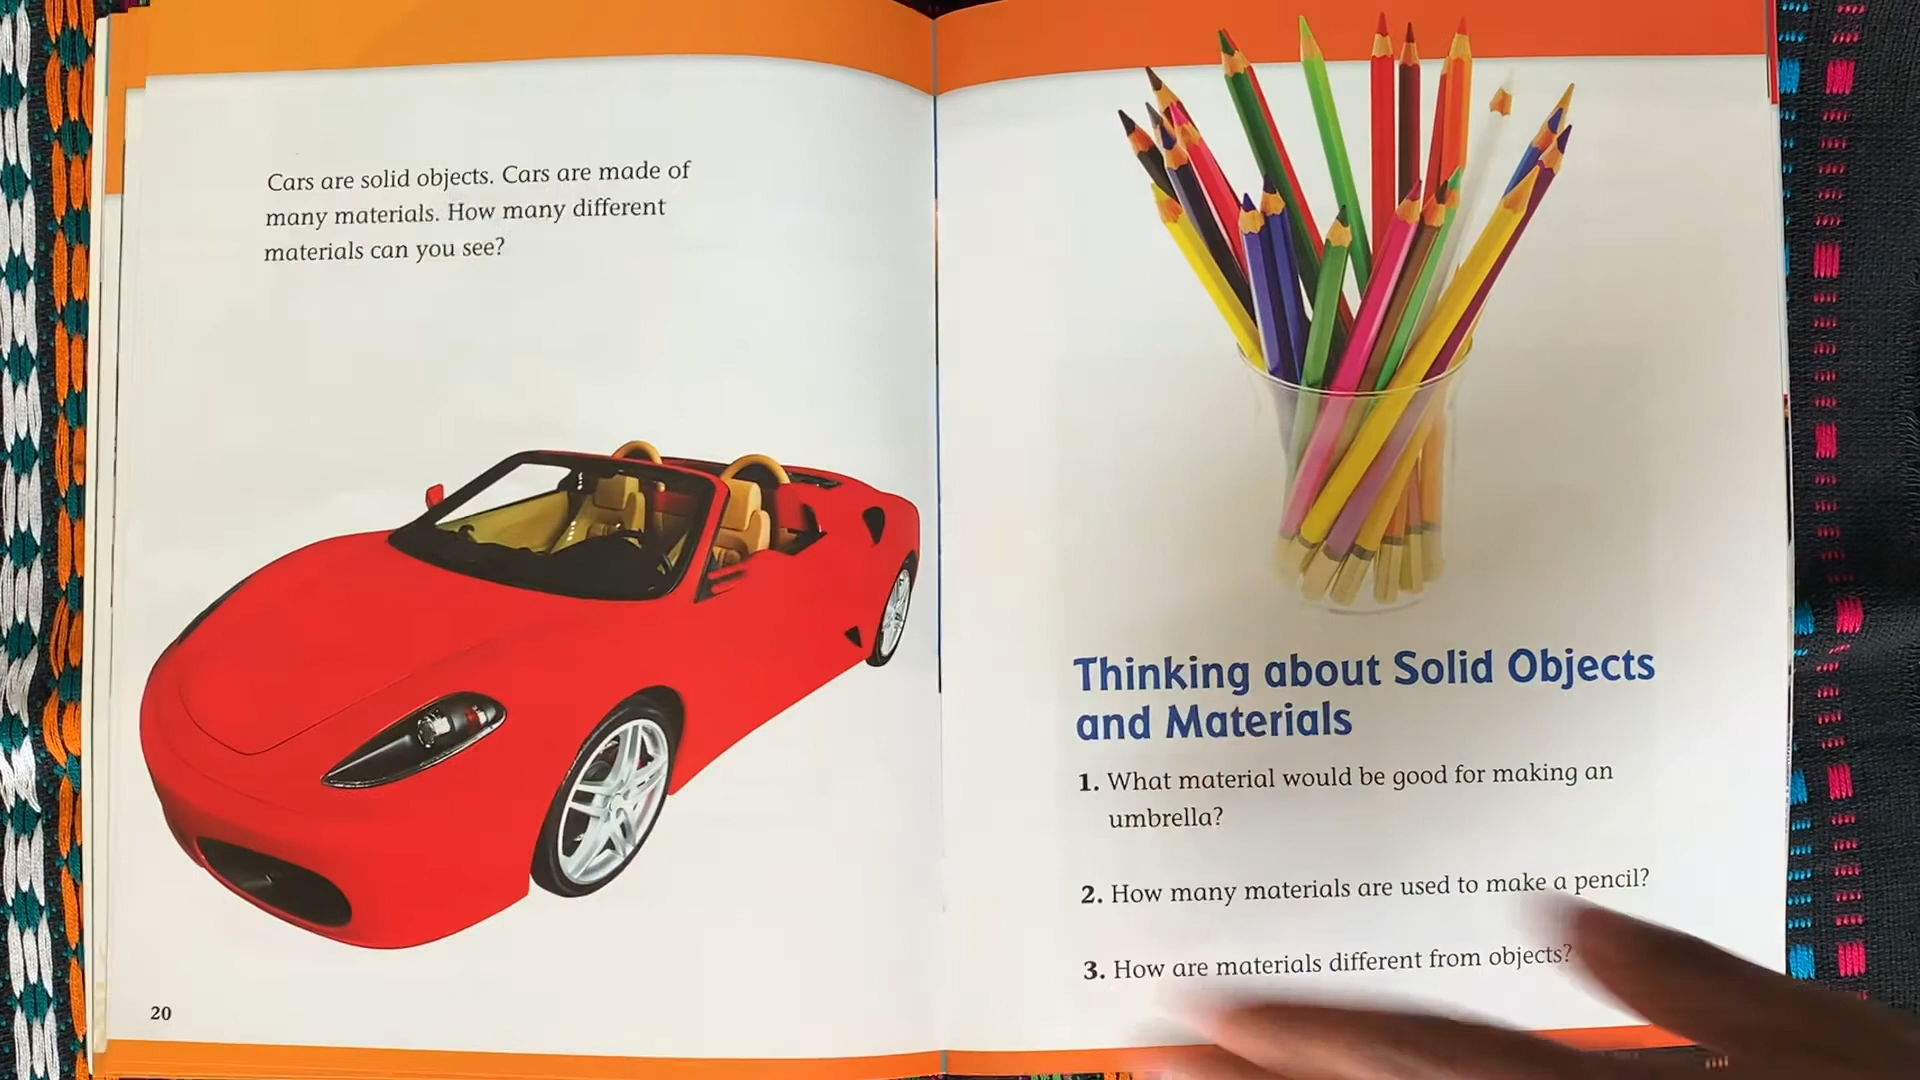 Cars are solid objects. Cars are made of
many materials. How many different
materials can you see?
20
Thinking about Solid Objects
and Materials
1. What material would be good for making an
umbrella?
2. How many materials are used to make a pencil?
3. How are materials different from objects?